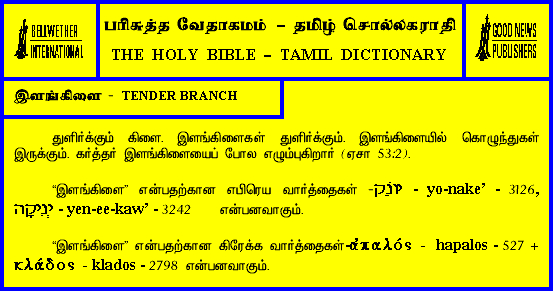 BELLWETHER
INTERNATIONAL
பரிசுத்த வேதாகமம் – தமிழ் சொல்லகராதி
THE HOLY BIBLE – TAMIL DICTIONARY
GOOD NEWS
PUBLISHERS
இளங்கிளை - TENDER BRANCH
துளிர்க்கும் கிளை. இளங்கிளைகள் துளிர்க்கும். இளங்கிளையில் கொழுந்துகள்
இருக்கும். கர்த்தர் இளங்கிளையைப் போல எழும்புகிறார் (ஏசா 53:2).
“இளங்கிளை” என்பதற்கான எபிரெய வார்த்தைகள் -יוֹנֵק - yo-nake’ - 3126,
יְנִיקָה - yen-ee-kaw’ - 3242 என்பனவாகும்.
“இளங்கிளை” என்பதற்கான கிரேக்க வார்த்தைகள்-ἁπαλός - hapalos - 527 +
κλάδος - klados - 2798 என்பனவாகும்.